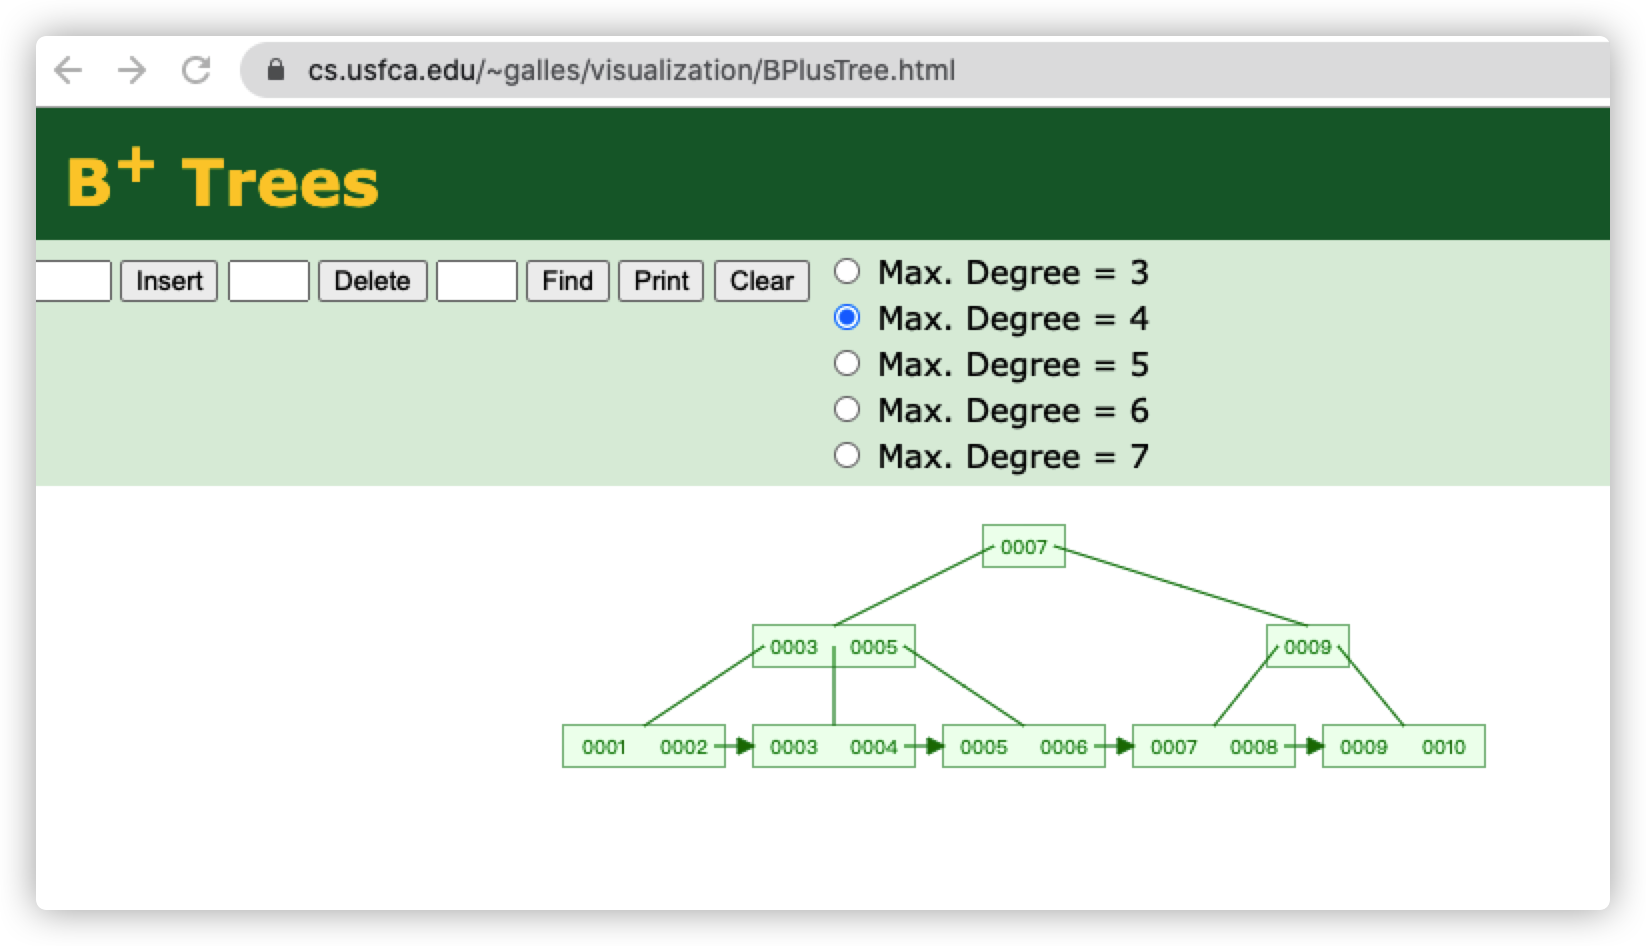 cs.usfca.edu/~galles/visualization/BPlusTree.html
B+ Trees
Insert Delete Find Print Clear
Max. Degree = 3
Max. Degree = 4
Max. Degree = 5
Max. Degree = 6
Max. Degree = 7
0007
0003 0005 0009
0001 0002 0003 0004 0005 0006 0007 0008 0009 0010